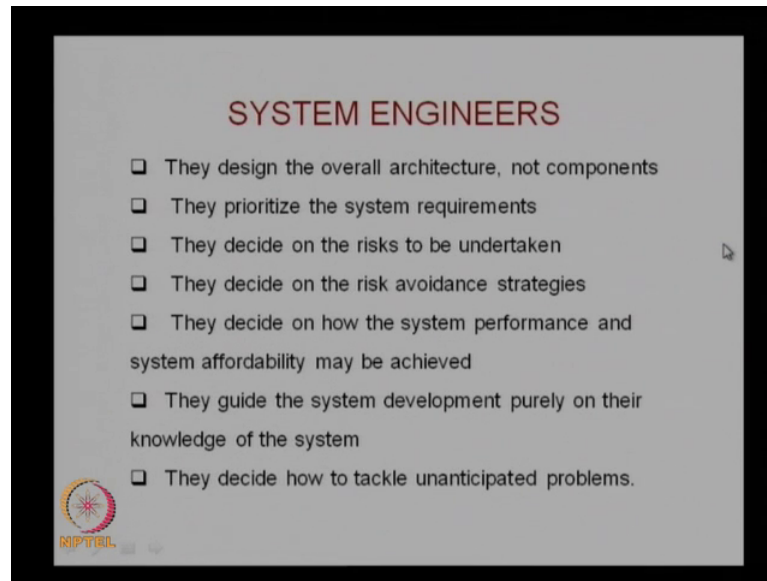 SYSTEM ENGINEERS
They design the overall architecture, not components
They prioritize the system requirements
They decide on the risks to be undertaken
They decide on the risk avoidance strategies
They decide on how the system performance and
system affordability may be achieved
They guide the system development purely on their
knowledge of the system
They decide how to tackle unanticipated problems.
NPTEL